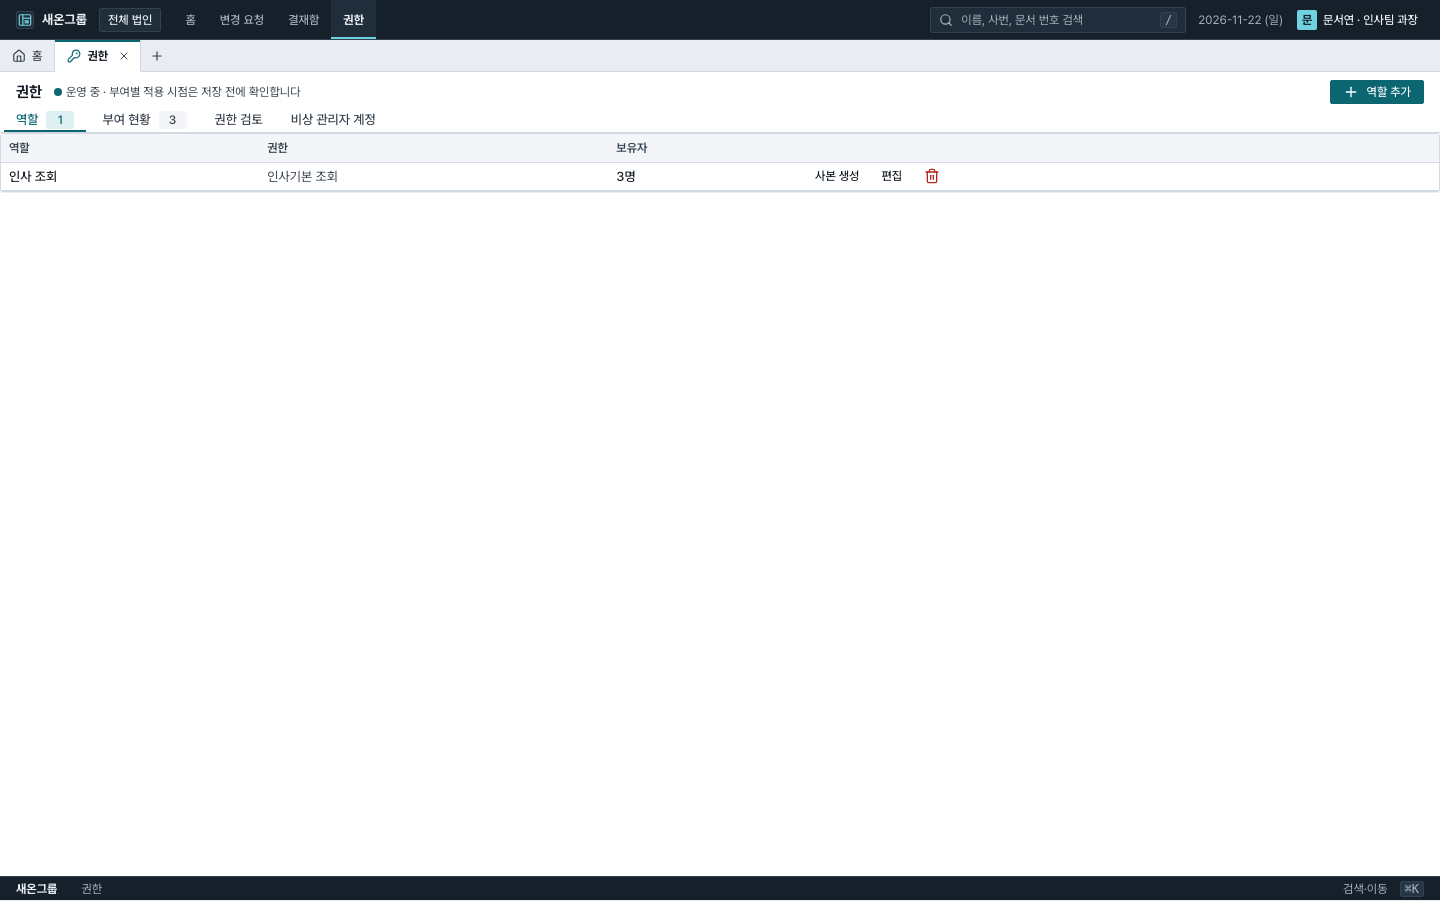 새온그룹 전체 법인 홈 변경 요청 결재함 권한 이름, 사번, 문서 번호 검색 / 2026-11-22 (일) 문 문서연 · 인사팀 과장
홈 권한
권한 운영 중 · 부여별 적용 시점은 저장 전에 확인합니다 역할 추가
역할 1 부여 현황 3 권한 검토 비상 관리자 계정
역할 권한 보유자
인사 조회 인사기본 조회 3명 사본 생성 편집
새온그룹 권한 검색·이동 ⌘K